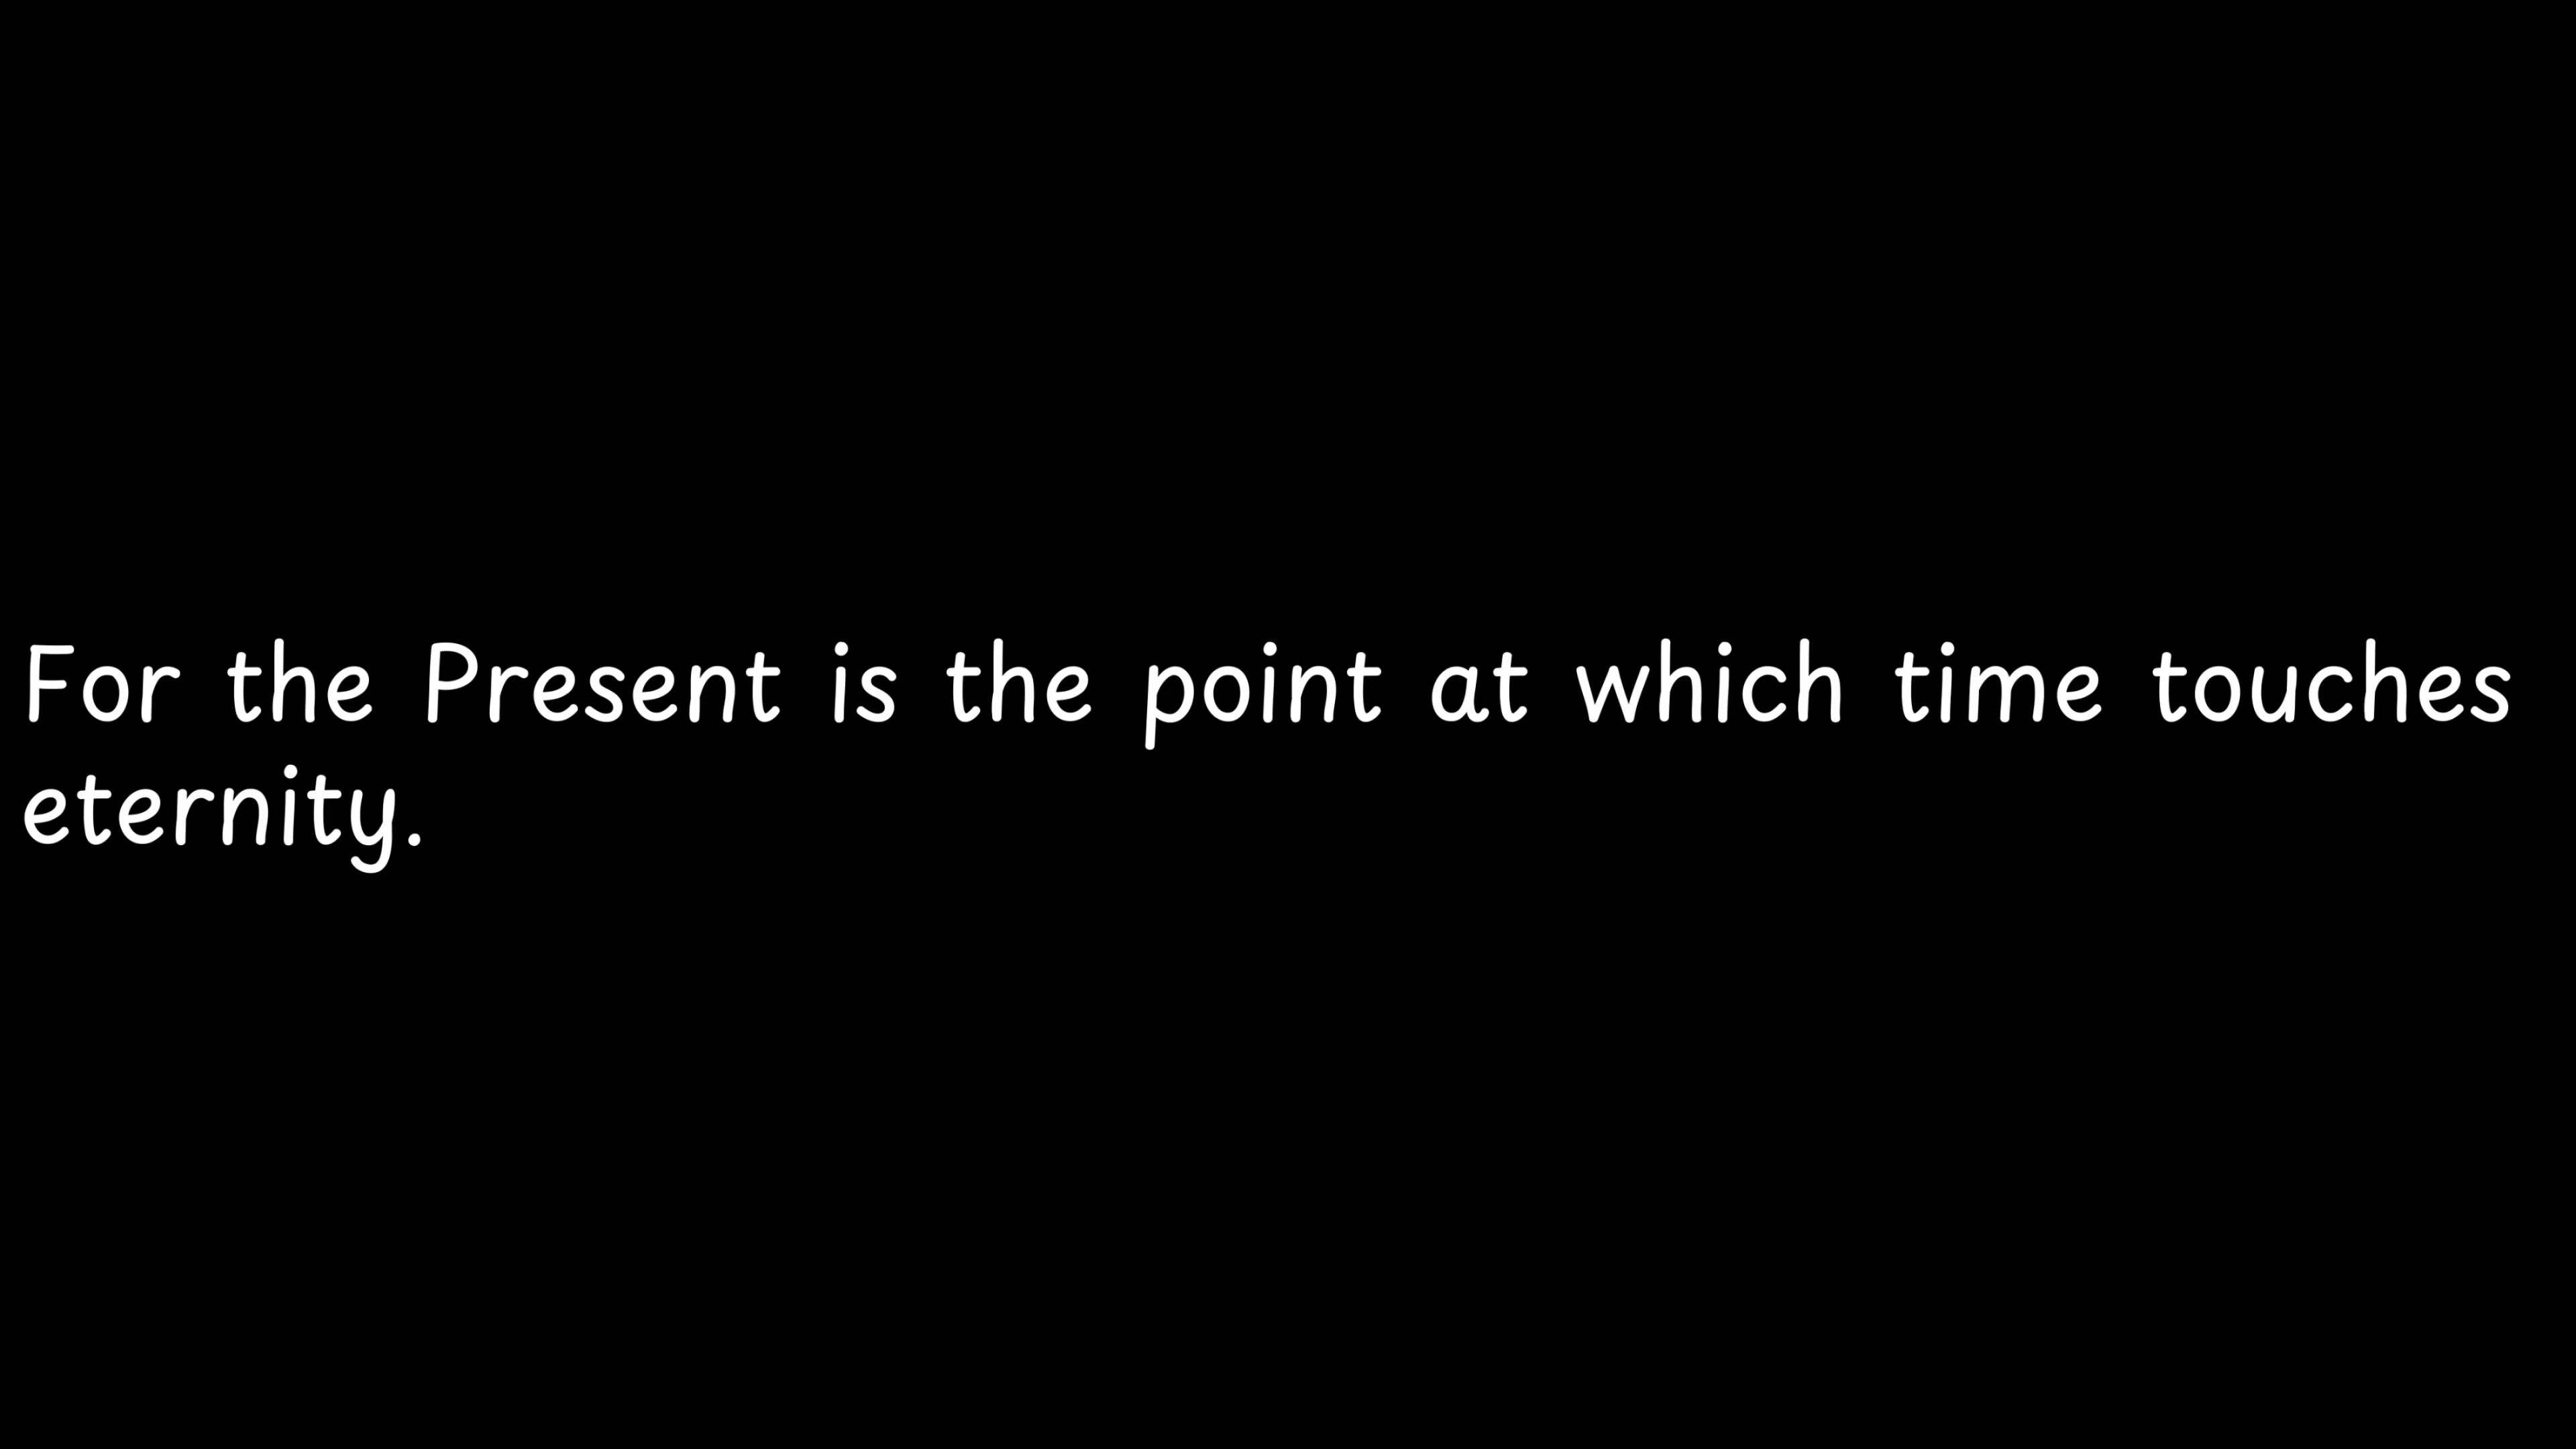 For the Present is the point at which time touches
eternity.